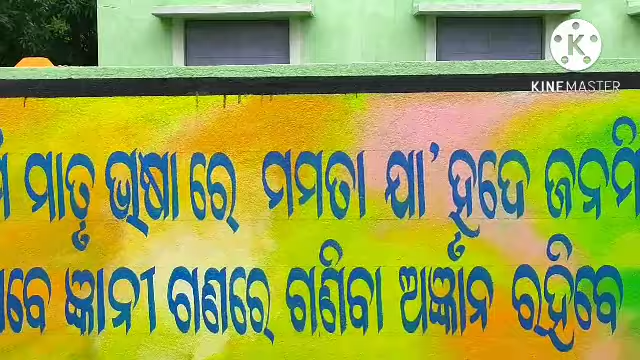 KINEMASTER
ମାତୃ ଭାଷା ରେ ମମତା ଯା'ହୃଦେ ଜନମି
ଜ୍ଞାନୀ ଗଣରେ ଗଣିବା ଅଜ୍ଞାନ ରହିବେ